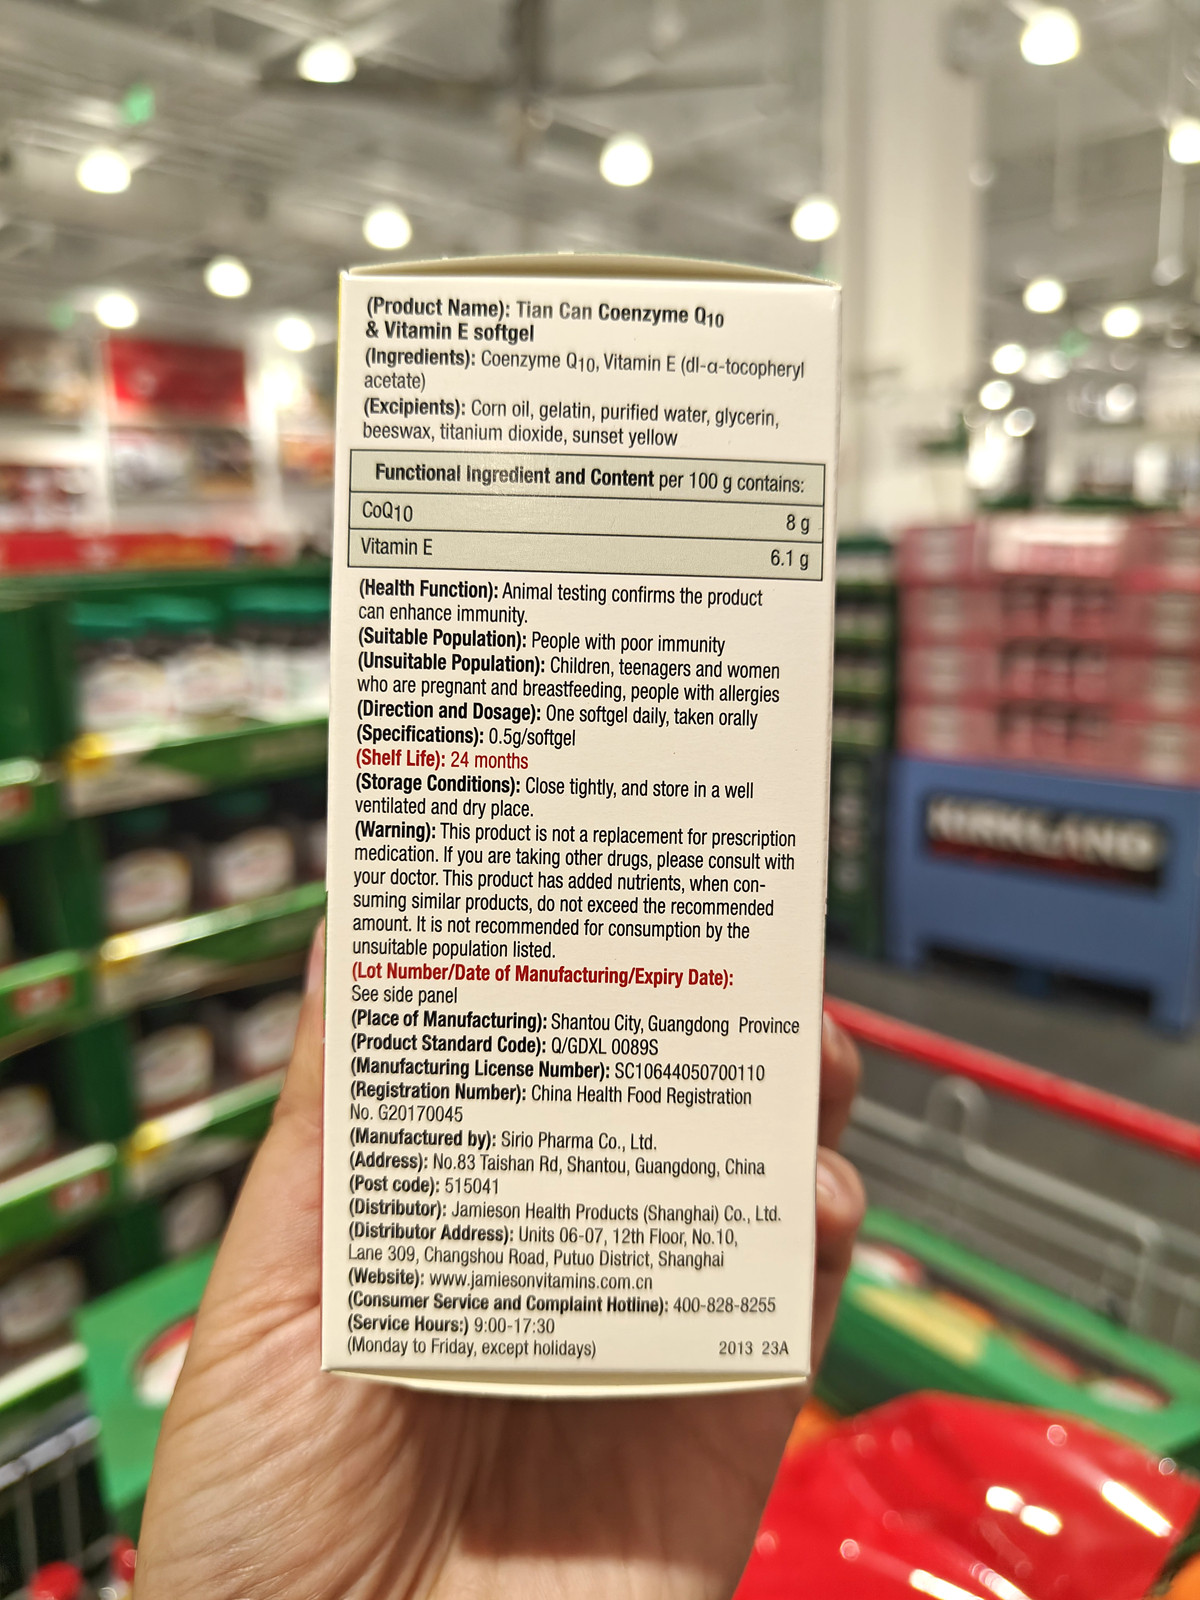 (Product Name): Tian Can Coenzyme Q10
& Vitamin E softgel
(Ingredients): Coenzyme Q10, Vitamin E (dl-α-tocopheryl
acetate)
(Excipients): Corn oil, gelatin, purified water, glycerin,
beeswax, titanium dioxide, sunset yellow
Functional Ingredient and Content per 100 g contains:
CoQ10 8 g
Vitamin E 6.1 g
(Health Function): Animal testing confirms the product
can enhance immunity.
(Suitable Population): People with poor immunity
(Unsuitable Population): Children, teenagers and women
who are pregnant and breastfeeding, people with allergies
(Direction and Dosage): One softgel daily, taken orally
(Specifications): 0.5g/softgel
(Shelf Life): 24 months
(Storage Conditions): Close tightly, and store in a well
ventilated and dry place.
(Warning): This product is not a replacement for prescription
medication. If you are taking other drugs, please consult with
your doctor. This product has added nutrients, when con-
suming similar products, do not exceed the recommended
amount. It is not recommended for consumption by the
unsuitable population listed.
(Lot Number/Date of Manufacturing/Expiry Date):
See side panel
(Place of Manufacturing): Shantou City, Guangdong Province
(Product Standard Code): Q/GDXL 0089S
(Manufacturing License Number): SC10644050700110
(Registration Number): China Health Food Registration
No. G20170045
(Manufactured by): Sirio Pharma Co., Ltd.
(Address): No.83 Taishan Rd, Shantou, Guangdong, China
(Post code): 515041
(Distributor): Jamieson Health Products (Shanghai) Co., Ltd.
(Distributor Address): Units 06-07, 12th Floor, No.10,
Lane 309, Changshou Road, Putuo District, Shanghai
(Website): www.jamiesonvitamins.com.cn
(Consumer Service and Complaint Hotline): 400-828-8255
(Service Hours:) 9:00-17:30
(Monday to Friday, except holidays) 2013 23A
KIRKLAND